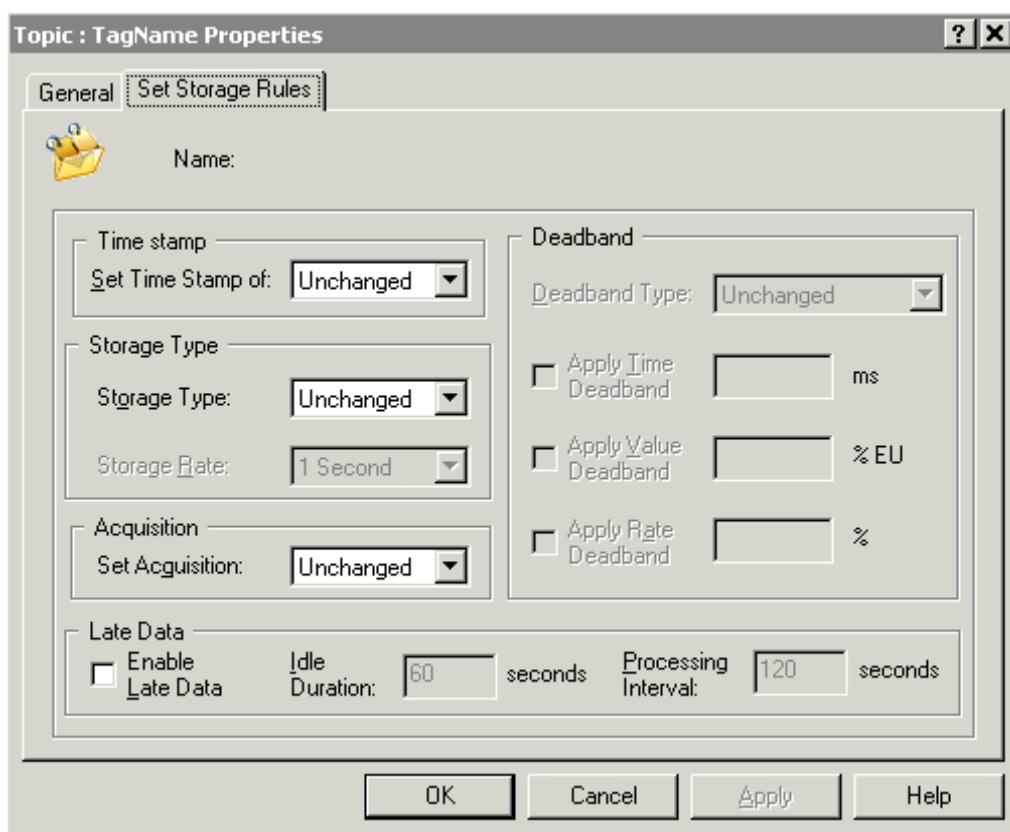 Topic : TagName Properties
General
Set Storage Rules
Name:
Time stamp
Set Time Stamp of:
Unchanged
Storage Type
Storage Type:
Unchanged
Storage Rate:
1 Second
Acquisition
Set Acquisition:
Unchanged
Deadband
Deadband Type:
Unchanged
Apply Time
Deadband
ms
Apply Value
Deadband
% EU
Apply Rate
Deadband
%
Late Data
Enable
Late Data
Idle
Duration:
60
seconds
Processing
Interval:
120
seconds
OK
Cancel
Apply
Help